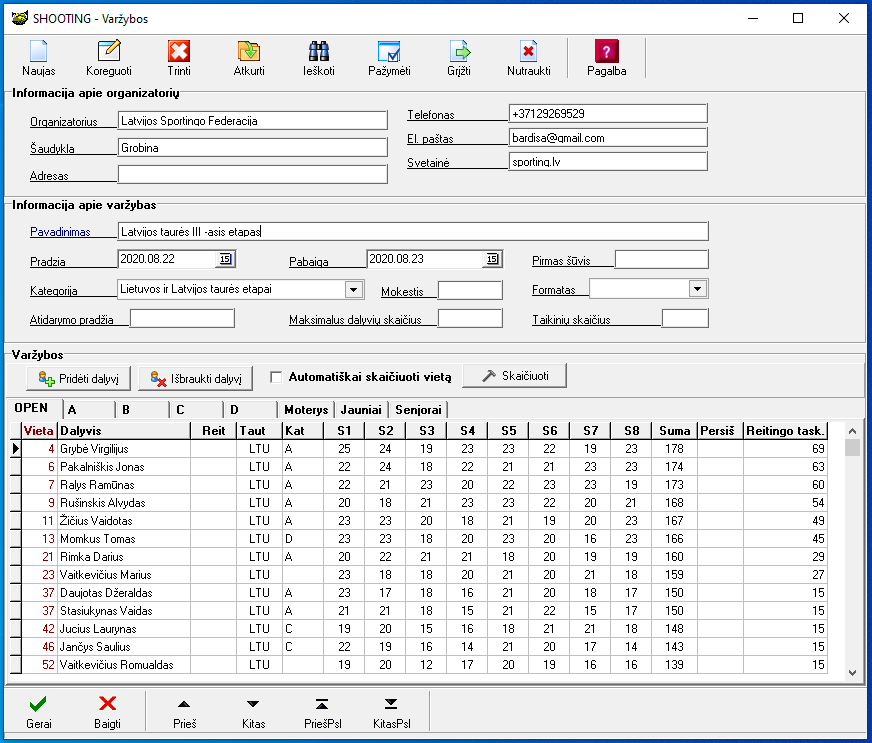 SHOOTING - Varžybos
Naujas Koreguoti Trinti Atkurti Ieškoti Pažymėti Grįžti Nutraukti Pagalba
Informacija apie organizatorių
Organizatorius Latvijos Sportingo Federacija Telefonas +37129269529
Šaudykla Grobina El. paštas bardisa@gmail.com
Adresas Svetainė sporting.lv
Informacija apie varžybas
Pavadinimas Latvijos taurės III -asis etapas
Pradzia 2020.08.22 15 Pabaiga 2020.08.23 15 Pirmas šūvis
Kategorija Lietuvos ir Latvijos taurės etapai Mokestis Formatas
Atidarymo pradžia Maksimalus dalyvių skaičius Taikinių skaičius
Varžybos
Pridėti dalyvį Išbraukti dalyvį Automatiškai skaičiuoti vietą Skaičiuoti
OPEN A B C D Moterys Jauniai Senjorai
Vieta Dalyvis Reit Taut Kat S1 S2 S3 S4 S5 S6 S7 S8 Suma Persiš Reitingo task.
4 Grybė Virgilijus LTU A 25 24 19 23 23 22 19 23 178 69
6 Pakalniškis Jonas LTU A 22 24 18 22 21 21 23 23 174 63
7 Ralys Ramūnas LTU A 22 21 23 20 22 23 23 19 173 60
9 Rušinskis Alvydas LTU A 20 18 21 23 23 22 20 21 168 54
11 Žičius Vaidotas LTU A 23 23 20 18 21 19 20 23 167 49
13 Momkus Tomas LTU D 23 23 18 20 23 20 16 23 166 45
21 Rimka Darius LTU A 20 22 21 21 18 20 19 19 160 29
23 Vaitkevičius Marius LTU 23 18 18 20 21 20 21 18 159 27
37 Daujotas Džeraldas LTU A 23 17 18 16 21 20 18 17 150 15
37 Stasiukynas Vaidas LTU A 21 21 18 15 21 22 15 17 150 15
42 Jucius Laurynas LTU C 19 20 15 16 18 21 21 18 148 15
46 Jančys Saulius LTU C 22 19 16 14 21 20 17 14 143 15
52 Vaitkevičius Romualdas LTU 19 20 12 17 20 19 16 16 139 15
Gerai Baigti Prieš Kitas PriešPsl KitasPsl